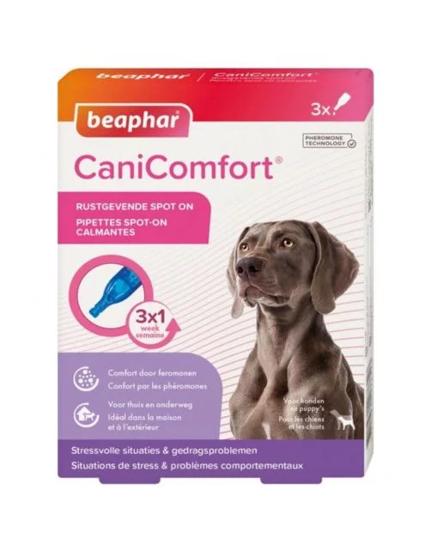 beaphar CaniComfort®
beaphar
3x
PHEROMONE
TECHNOLOGY
CaniComfort®
RUSTGEVENDE SPOT ON
PIPETTES SPOT-ON
CALMANTES
3x1
week
semaine
Comfort door feromonen
Confort par les phéromones
Voor thuis en onderweg
Idéal dans la maison
et à l'extérieur
Voor honden
en puppy's
Pour les chiens
et les chiots
Stressvolle situaties & gedragsproblemen
Situations de stress & problèmes comportementaux